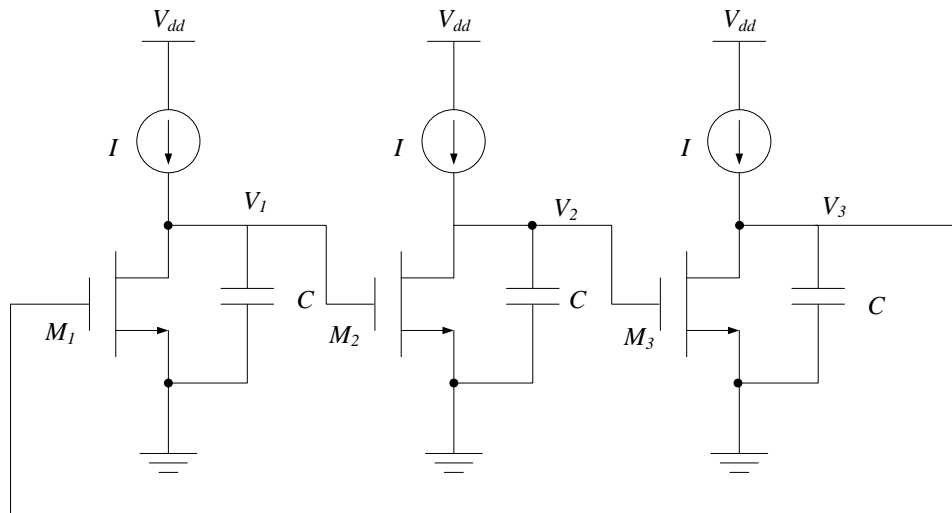 V_dd V_dd V_dd
I I I
V_1 V_2 V_3
C C C
M_1 M_2 M_3